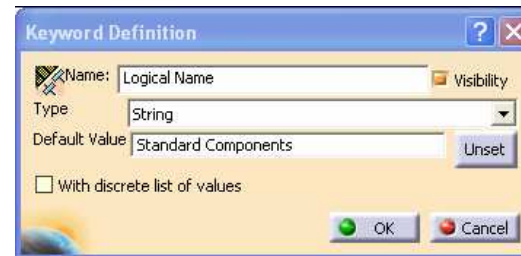 Keyword Definition
Name: Logical Name Visibility
Type String
Default Value Standard Components Unset
With discrete list of values
OK Cancel